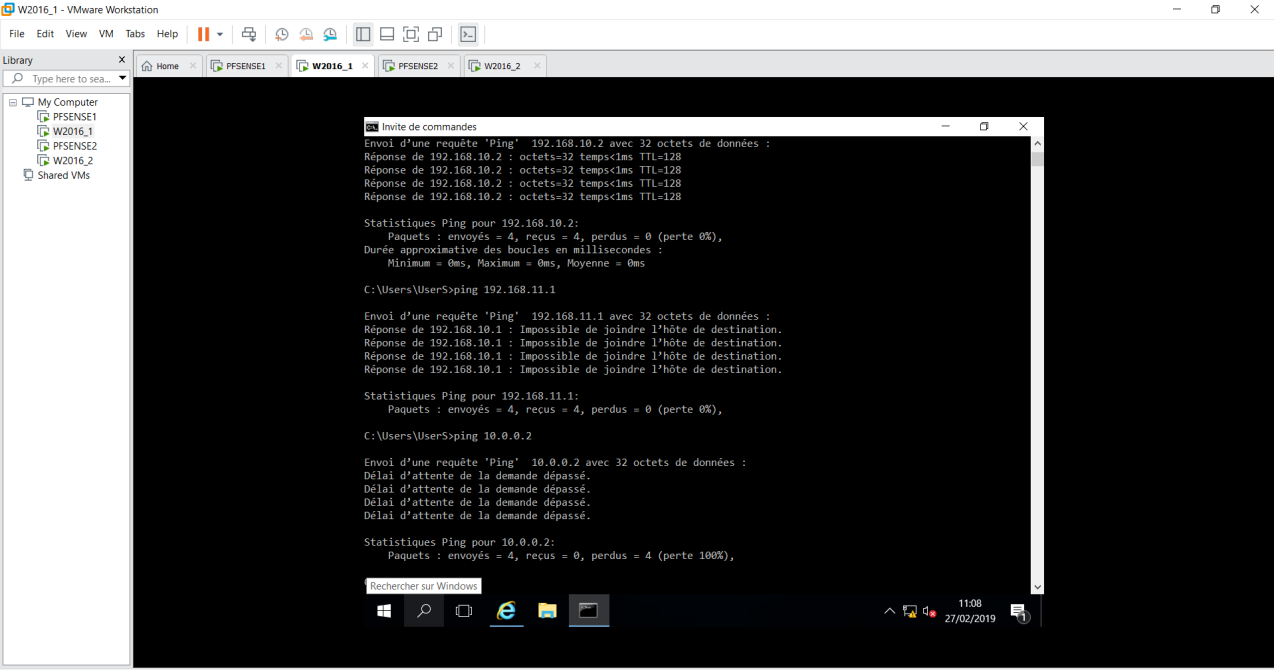 W2016_1 - VMware Workstation
File Edit View VM Tabs Help
Library
Type here to sea...
My Computer
PFSENSE1
W2016_1
PFSENSE2
W2016_2
Shared VMs
Home PFSENSE1 W2016_1 PFSENSE2 W2016_2
Invite de commandes
Envoi d'une requête 'Ping'  192.168.10.2 avec 32 octets de données :
Réponse de 192.168.10.2 : octets=32 temps<1ms TTL=128
Réponse de 192.168.10.2 : octets=32 temps<1ms TTL=128
Réponse de 192.168.10.2 : octets=32 temps<1ms TTL=128
Réponse de 192.168.10.2 : octets=32 temps<1ms TTL=128
Statistiques Ping pour 192.168.10.2:
Paquets : envoyés = 4, reçus = 4, perdus = 0 (perte 0%),
Durée approximative des boucles en millisecondes :
Minimum = 0ms, Maximum = 0ms, Moyenne = 0ms
C:\Users\UserS>ping 192.168.11.1
Envoi d'une requête 'Ping'  192.168.11.1 avec 32 octets de données :
Réponse de 192.168.10.1 : Impossible de joindre l'hôte de destination.
Réponse de 192.168.10.1 : Impossible de joindre l'hôte de destination.
Réponse de 192.168.10.1 : Impossible de joindre l'hôte de destination.
Réponse de 192.168.10.1 : Impossible de joindre l'hôte de destination.
Statistiques Ping pour 192.168.11.1:
Paquets : envoyés = 4, reçus = 4, perdus = 0 (perte 0%),
C:\Users\UserS>ping 10.0.0.2
Envoi d'une requête 'Ping'  10.0.0.2 avec 32 octets de données :
Délai d'attente de la demande dépassé.
Délai d'attente de la demande dépassé.
Délai d'attente de la demande dépassé.
Délai d'attente de la demande dépassé.
Statistiques Ping pour 10.0.0.2:
Paquets : envoyés = 4, reçus = 0, perdus = 4 (perte 100%),
Rechercher sur Windows
11:08
27/02/2019
1